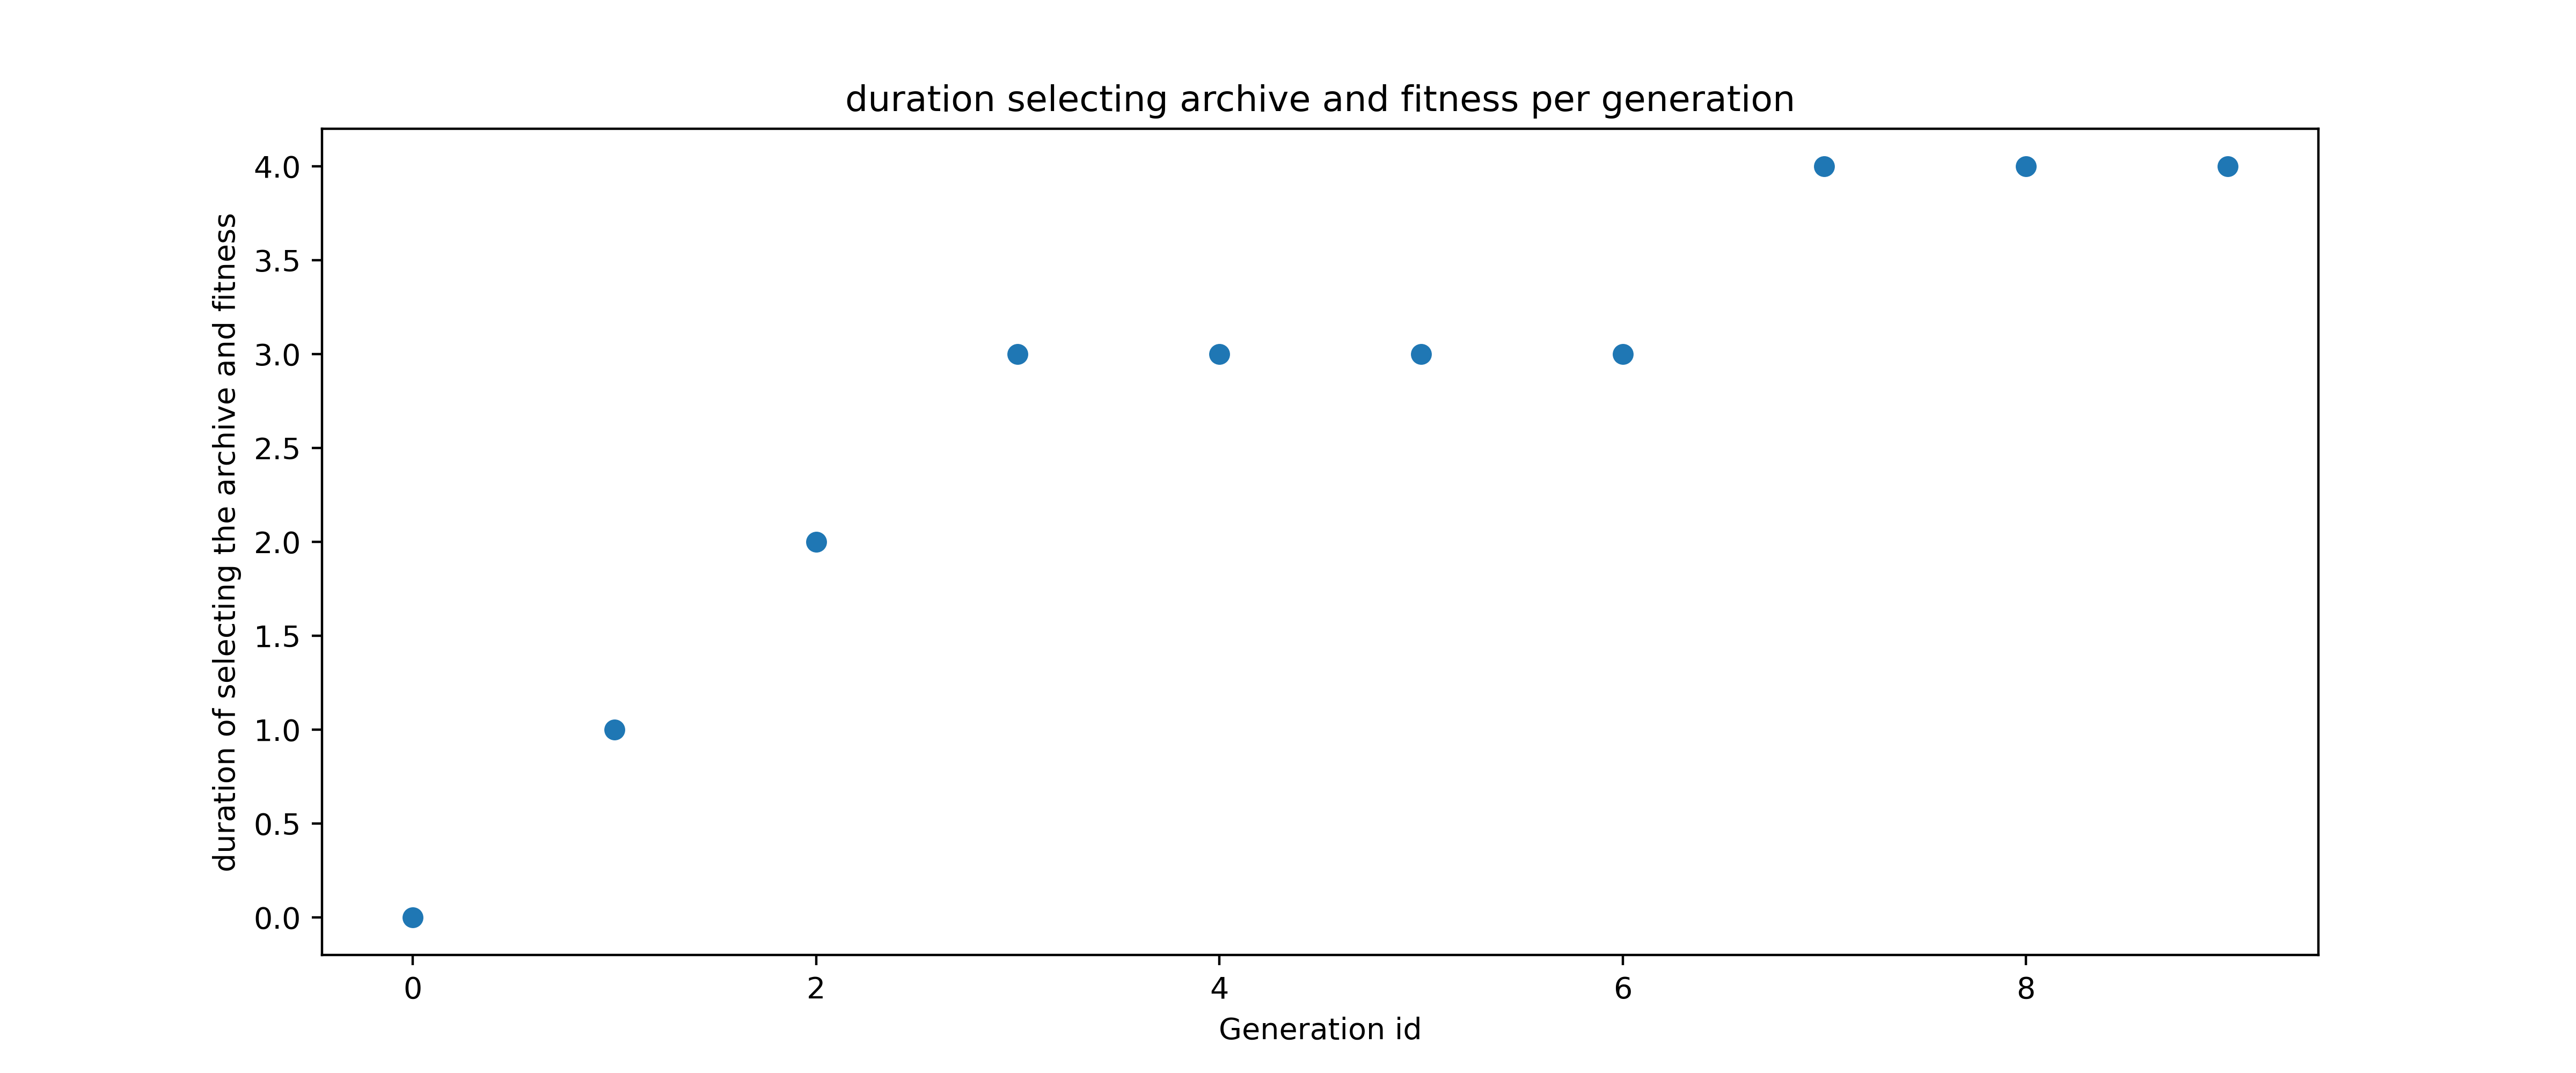 duration selecting archive and fitness per generation
duration of selecting the archive and fitness
4.0
3.5
3.0
2.5
2.0
1.5
1.0
0.5
0.0
0 2 4 6 8
Generation id